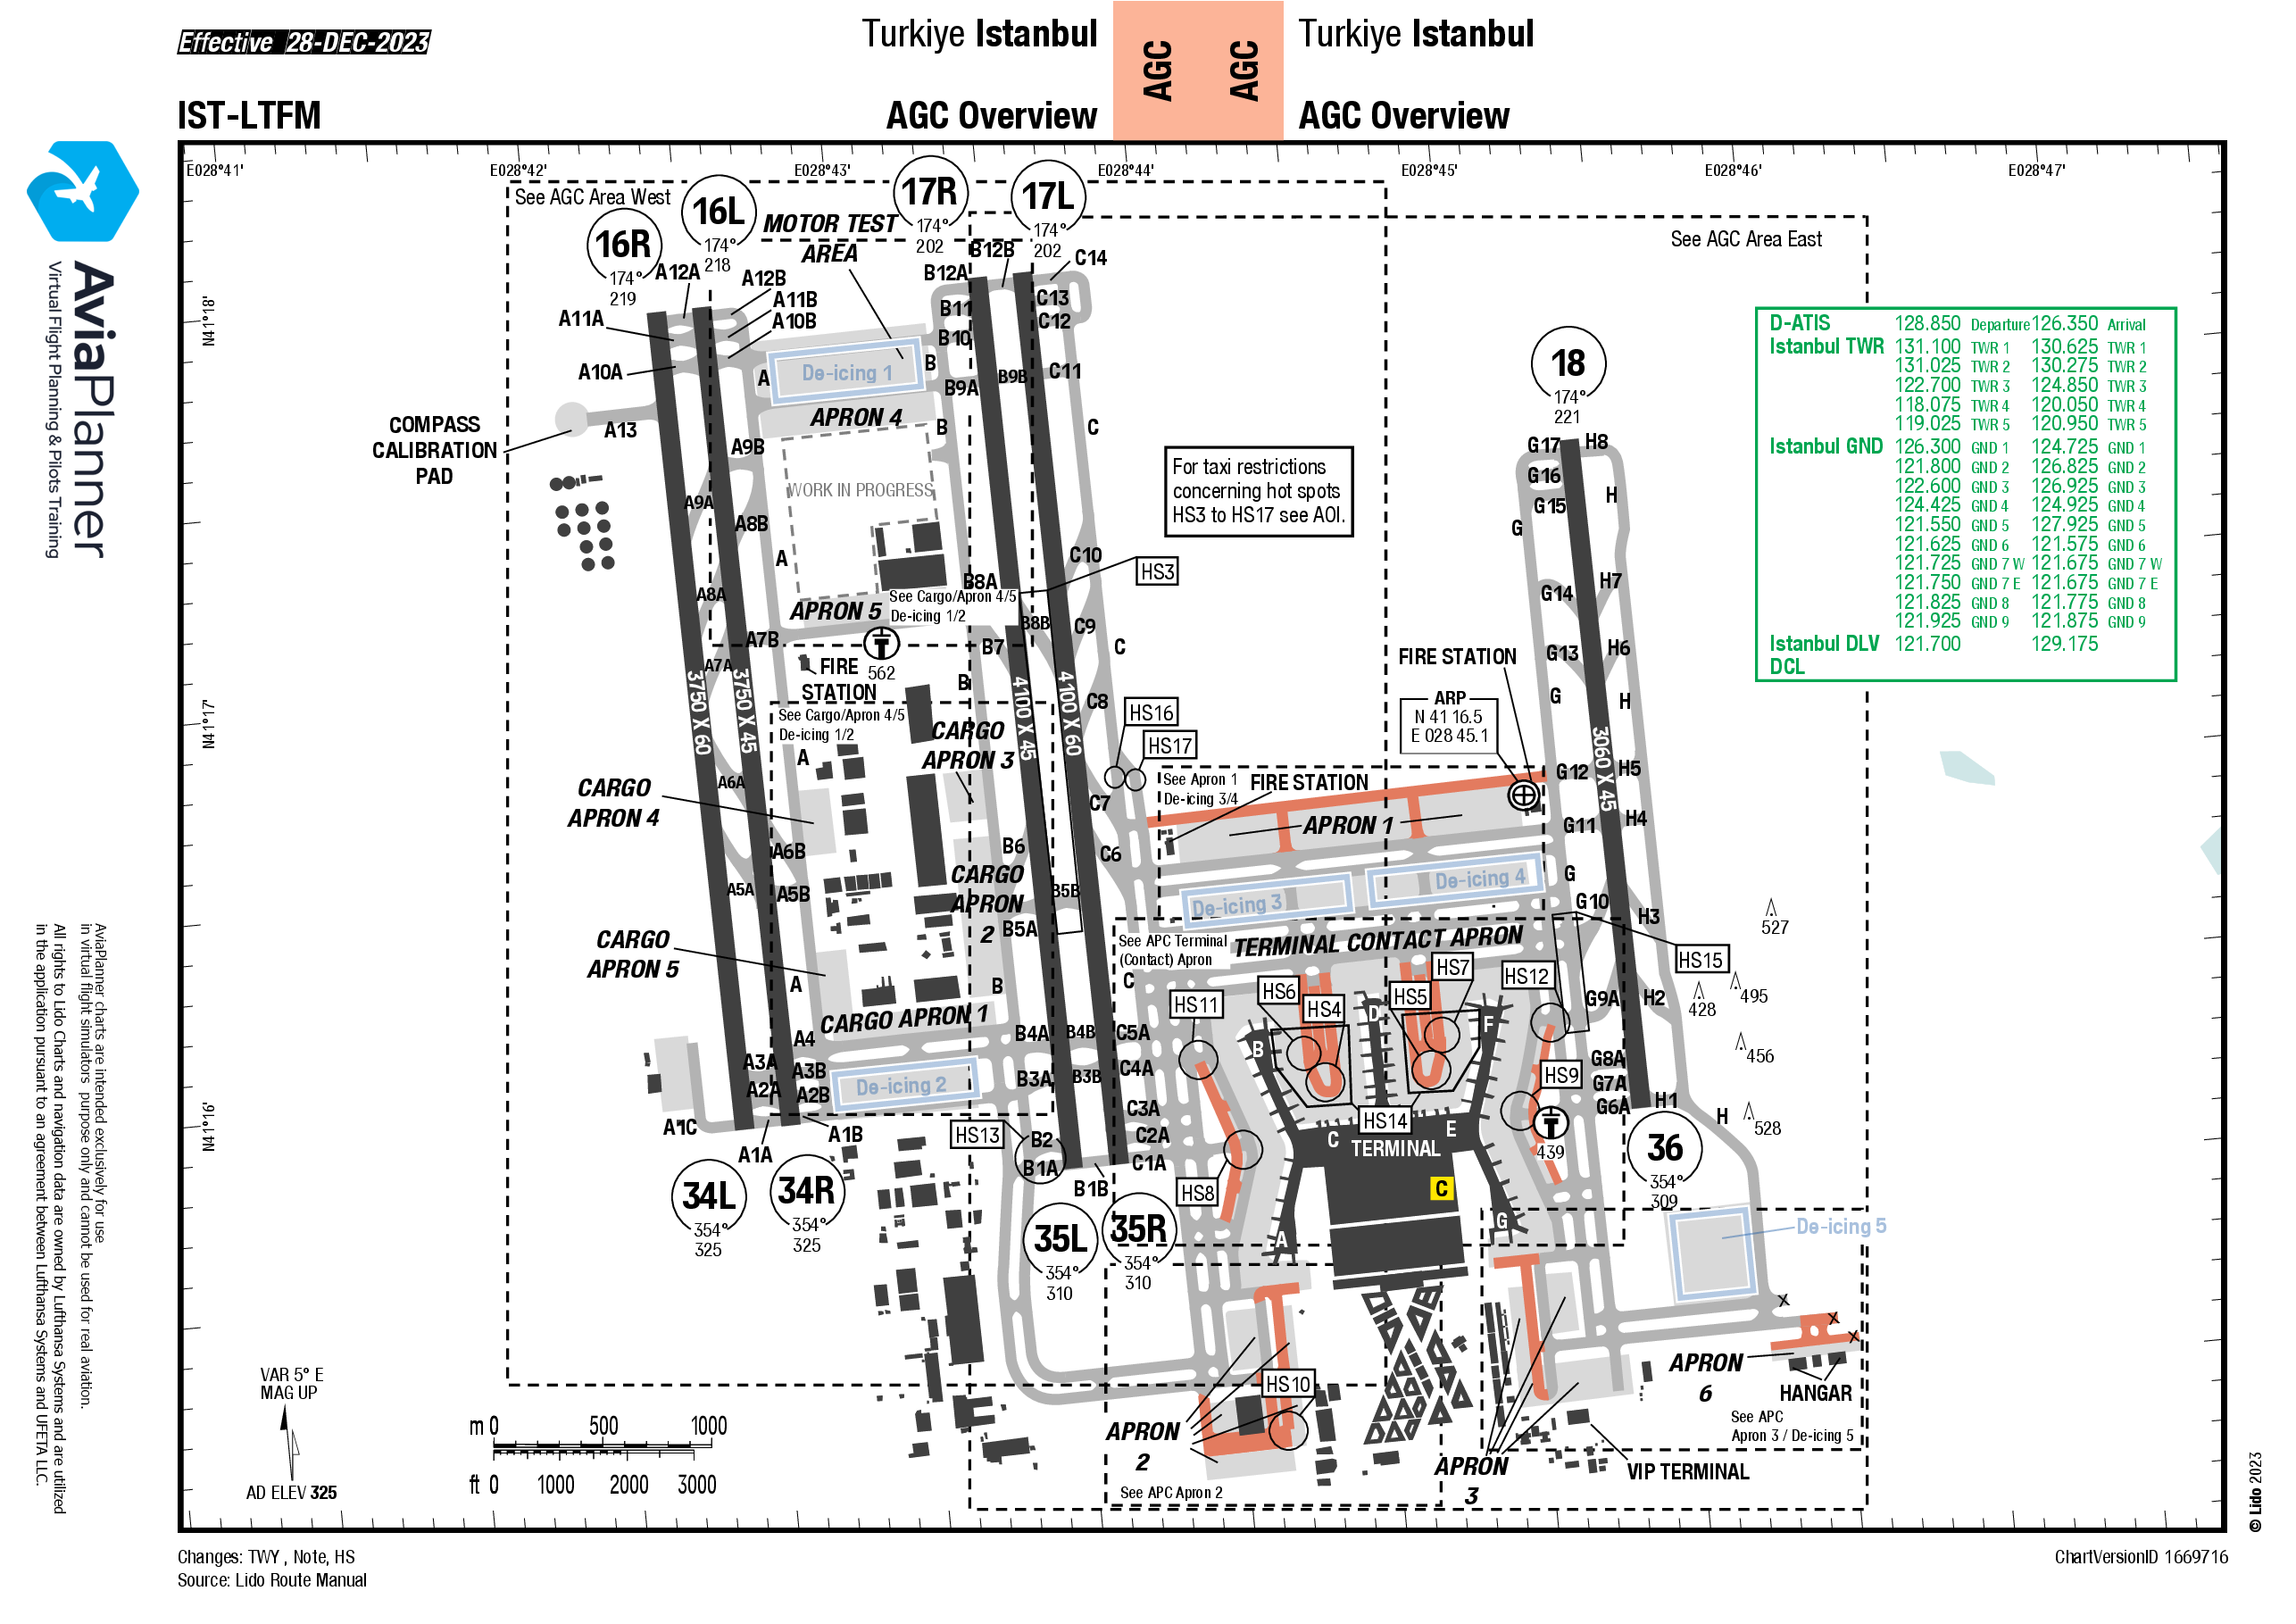 Effective 28-DEC-2023
Turkiye Istanbul
AGC
AGC
Turkiye Istanbul
IST-LTFM
AGC Overview
AGC Overview
AviaPlanner
Virtual Flight Planning & Pilots Training
AviaPlanner charts are intended exclusively for use
in virtual flight simulators purpose only and cannot be used for real aviation.
All rights to Lido Charts and navigation data are owned by Lufthansa Systems and are utilized
in the application pursuant to an agreement between Lufthansa Systems and UFETA LLC.
E028°41'
E028°42'
E028°43'
E028°44'
E028°45'
E028°46'
E028°47'
N41°18'
N41°17'
N41°16'
See AGC Area West
See AGC Area East
16R
174°
219
16L
174°
218
17R
174°
202
17L
174°
202
18
174°
221
MOTOR TEST
AREA
A12A
A12B
A11B
A10B
A11A
A10A
A13
COMPASS
CALIBRATION
PAD
B12A
B12B
C14
B11
C13
C12
B10
B
B9A
B9B
C11
A
De-icing 1
APRON 4
B
C
A9B
WORK IN PROGRESS
A9A
A8B
A
C10
HS3
B8A
A8A
See Cargo/Apron 4/5
De-icing 1/2
APRON 5
B8B
C9
A7B
B7
C
A7A
FIRE
STATION
562
B
C8
3750 X 60
3750 X 45
4100 X 45
4100 X 60
3060 X 45
See Cargo/Apron 4/5
De-icing 1/2
CARGO
APRON 3
HS16
HS17
A
A6A
CARGO
APRON 4
C7
A6B
B6
C6
CARGO
APRON
2
A5A
A5B
B5B
B5A
CARGO
APRON 5
A
B
C
CARGO APRON 1
A4
B4A
B4B
C5A
A3A
A3B
B3A
B3B
C4A
A2A
A2B
De-icing 2
C3A
A1C
A1B
A1A
HS13
B2
C2A
B1A
C1A
B1B
34L
354°
325
34R
354°
325
35L
354°
310
35R
354°
310
For taxi restrictions
concerning hot spots
HS3 to HS17 see AOI.
G17
H8
G16
H
G15
G
H7
G14
G13
H6
FIRE STATION
G
H
ARP
N 41 16.5
E 028 45.1
G12
H5
See Apron 1
De-icing 3/4
FIRE STATION
APRON 1
G11
H4
G
De-icing 3
De-icing 4
G10
H3
See APC Terminal
(Contact) Apron
TERMINAL CONTACT APRON
HS15
HS7
HS12
HS6
HS5
HS11
HS4
G9A
H2
B
D
F
G8A
HS9
G7A
G6A
H1
H
HS14
C
E
TERMINAL
439
C
HS8
A
G
36
354°
309
De-icing 5
HS10
APRON
2
See APC Apron 2
APRON
3
VIP TERMINAL
X
X
X
APRON
6
HANGAR
See APC
Apron 3 / De-icing 5
527
495
428
456
528
D-ATIS 128.850 Departure 126.350 Arrival
Istanbul TWR 131.100 TWR 1 130.625 TWR 1
131.025 TWR 2 130.275 TWR 2
122.700 TWR 3 124.850 TWR 3
118.075 TWR 4 120.050 TWR 4
119.025 TWR 5 120.950 TWR 5
Istanbul GND 126.300 GND 1 124.725 GND 1
121.800 GND 2 126.825 GND 2
122.600 GND 3 126.925 GND 3
124.425 GND 4 124.925 GND 4
121.550 GND 5 127.925 GND 5
121.625 GND 6 121.575 GND 6
121.725 GND 7 W 121.675 GND 7 W
121.750 GND 7 E 121.675 GND 7 E
121.825 GND 8 121.775 GND 8
121.925 GND 9 121.875 GND 9
Istanbul DLV 121.700 129.175
DCL
VAR 5° E
MAG UP
AD ELEV 325
m 0 500 1000
ft 0 1000 2000 3000
© Lido 2023
Changes: TWY , Note, HS
Source: Lido Route Manual
ChartVersionID 1669716